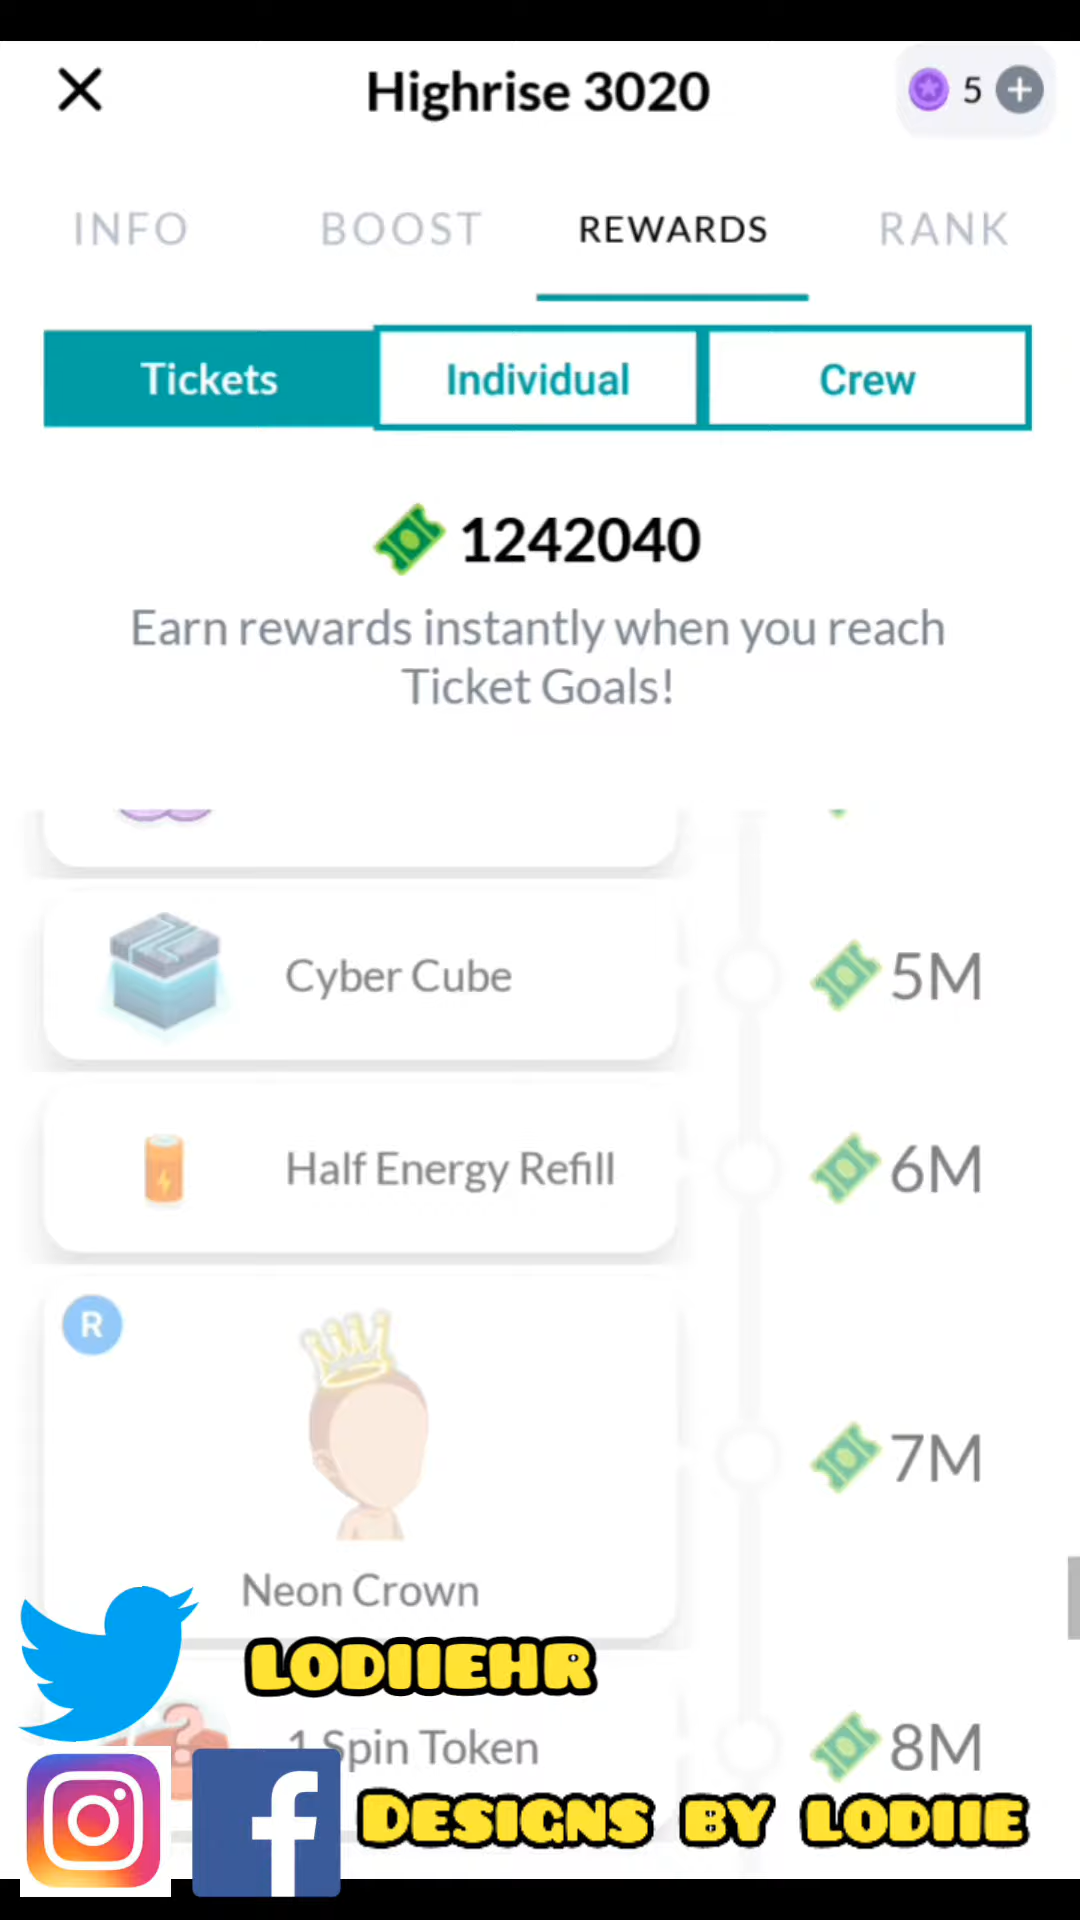 Highrise 3020
5
INFO BOOST REWARDS RANK
Tickets Individual Crew
1242040
Earn rewards instantly when you reach
Ticket Goals!
Cyber Cube 5M
Half Energy Refill 6M
R
7M
Neon Crown
LODIIEHR
1 Spin Token 8M
DESIGNS BY LODIIE